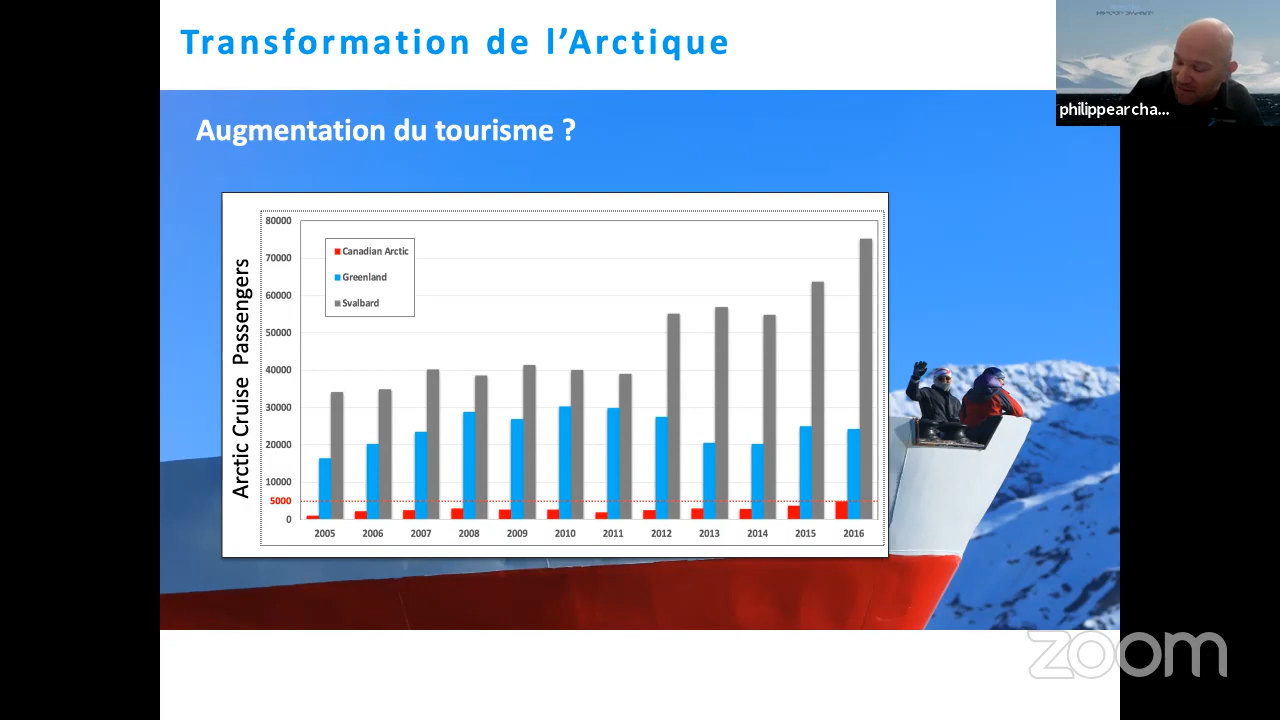 Transformation de l’Arctique
philippearcha...
Augmentation du tourisme ?
Arctic Cruise Passengers
80000
70000
60000
50000
40000
30000
20000
10000
5000
0
Canadian Arctic
Greenland
Svalbard
2005 2006 2007 2008 2009 2010 2011 2012 2013 2014 2015 2016
zoom